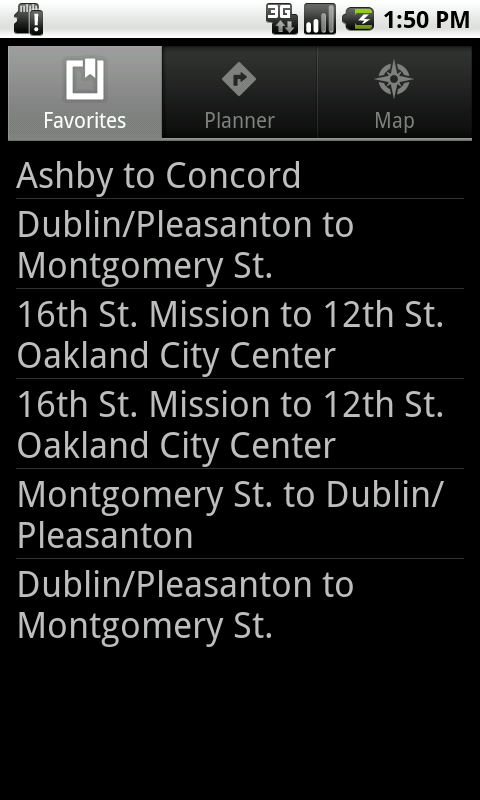 3G 1:50 PM
Favorites Planner Map
Ashby to Concord
Dublin/Pleasanton to
Montgomery St.
16th St. Mission to 12th St.
Oakland City Center
16th St. Mission to 12th St.
Oakland City Center
Montgomery St. to Dublin/
Pleasanton
Dublin/Pleasanton to
Montgomery St.